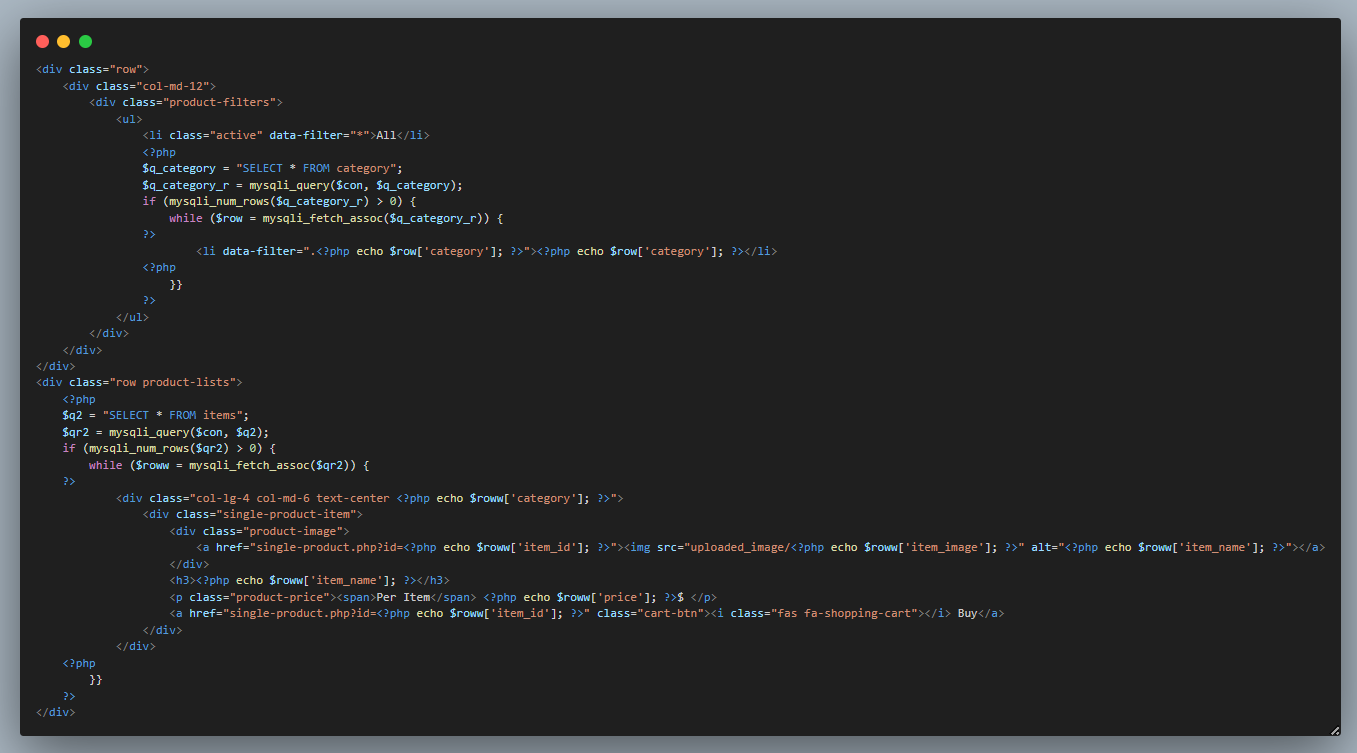 <div class="row">
    <div class="col-md-12">
        <div class="product-filters">
            <ul>
                <li class="active" data-filter="*">All</li>
                <?php
                $q_category = "SELECT * FROM category";
                $q_category_r = mysqli_query($con, $q_category);
                if (mysqli_num_rows($q_category_r) > 0) {
                    while ($row = mysqli_fetch_assoc($q_category_r)) {
                ?>
                        <li data-filter=".<?php echo $row['category']; ?>"><?php echo $row['category']; ?></li>
                <?php
                    }}
                ?>
            </ul>
        </div>
    </div>
</div>
<div class="row product-lists">
    <?php
    $q2 = "SELECT * FROM items";
    $qr2 = mysqli_query($con, $q2);
    if (mysqli_num_rows($qr2) > 0) {
        while ($roww = mysqli_fetch_assoc($qr2)) {
    ?>
            <div class="col-lg-4 col-md-6 text-center <?php echo $roww['category']; ?>">
                <div class="single-product-item">
                    <div class="product-image">
                        <a href="single-product.php?id=<?php echo $roww['item_id']; ?>"><img src="uploaded_image/<?php echo $roww['item_image']; ?>" alt="<?php echo $roww['item_name']; ?>"></a>
                    </div>
                    <h3><?php echo $roww['item_name']; ?></h3>
                    <p class="product-price"><span>Per Item</span> <?php echo $roww['price']; ?>$ </p>
                    <a href="single-product.php?id=<?php echo $roww['item_id']; ?>" class="cart-btn"><i class="fas fa-shopping-cart"></i> Buy</a>
                </div>
            </div>
    <?php
        }}
    ?>
</div>